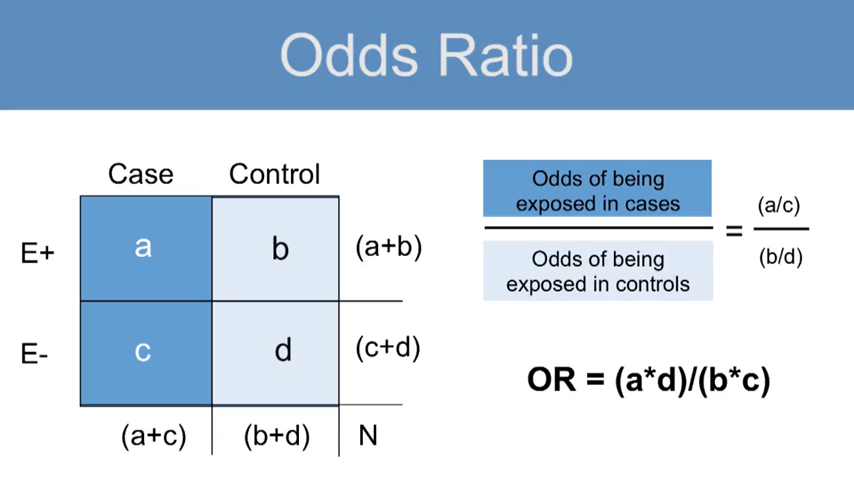 Odds Ratio
Case Control
E+ a b (a+b)
E- c d (c+d)
(a+c) (b+d) N
Odds of being
exposed in cases
Odds of being
exposed in controls
=
(a/c)
(b/d)
OR = (a*d)/(b*c)